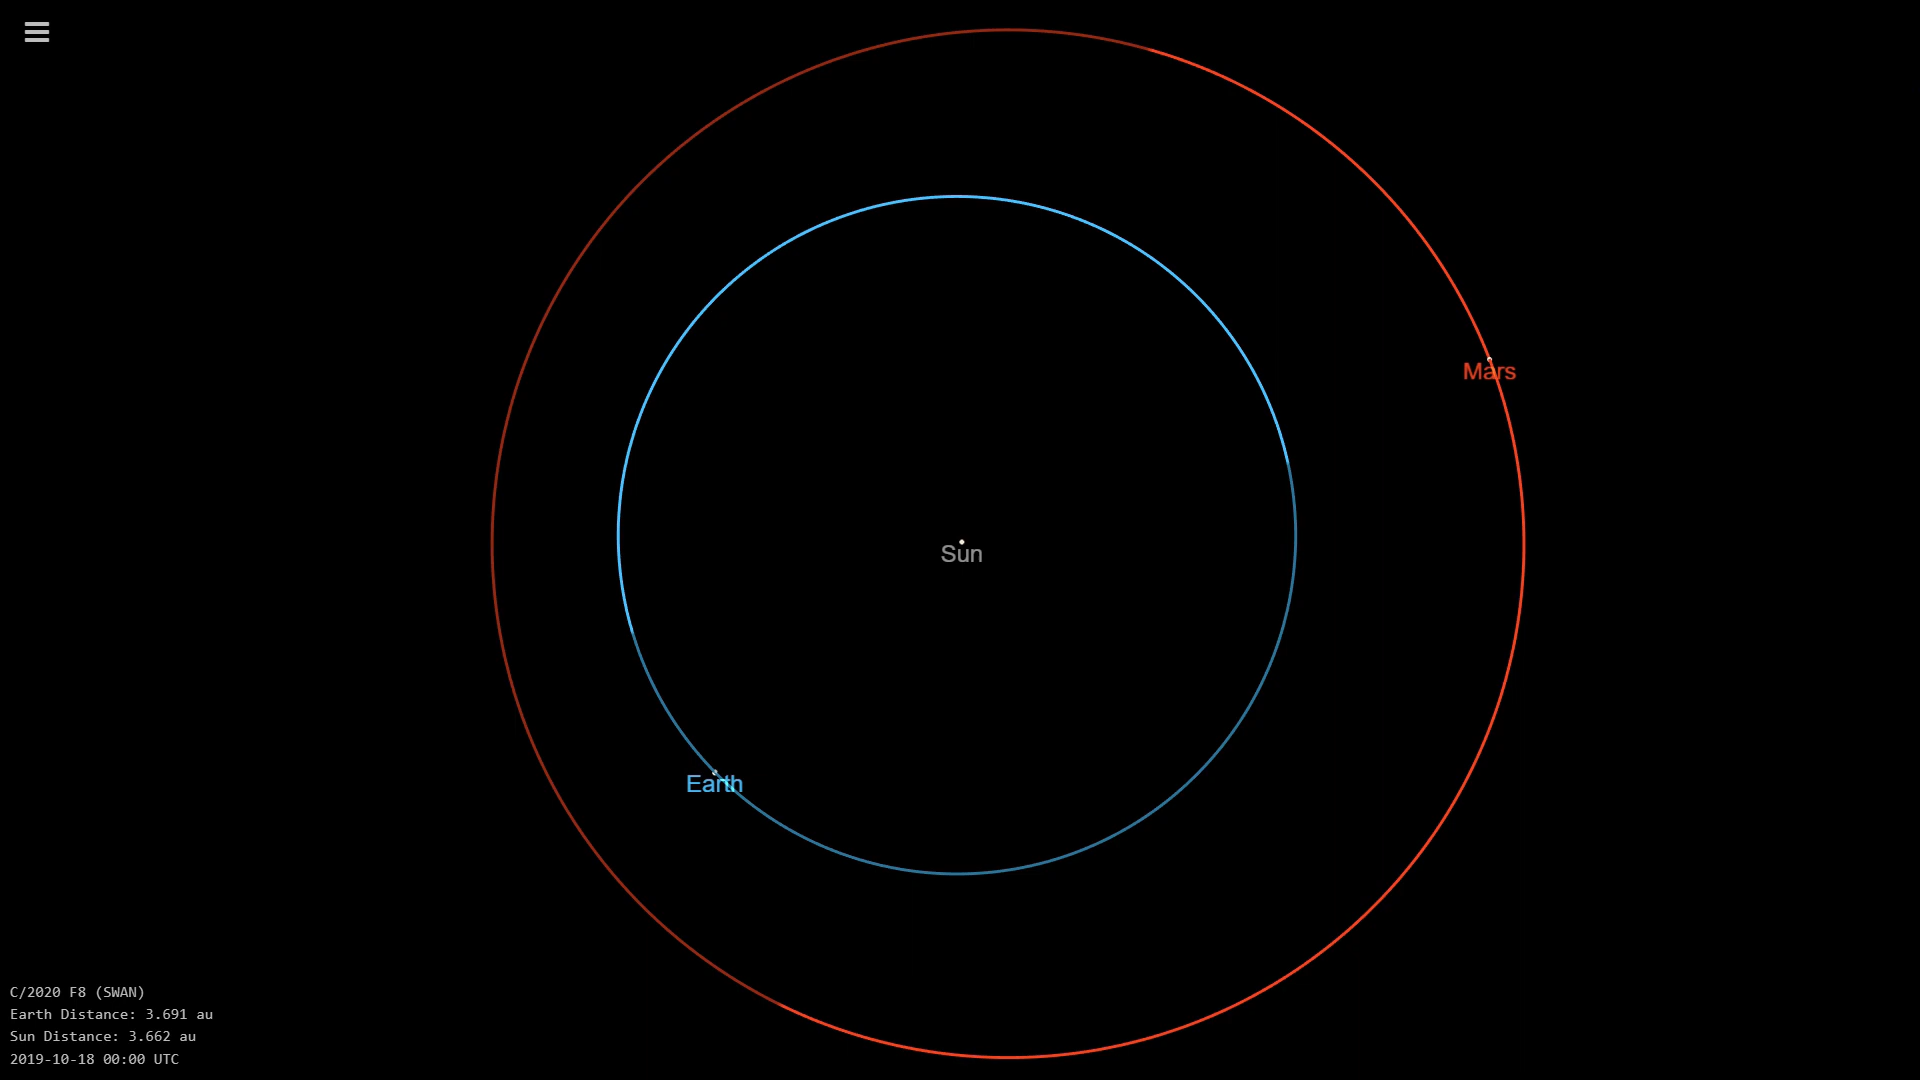 Mars
Sun
Earth
C/2020 F8 (SWAN)
Earth Distance: 3.691 au
Sun Distance: 3.662 au
2019-10-18 00:00 UTC